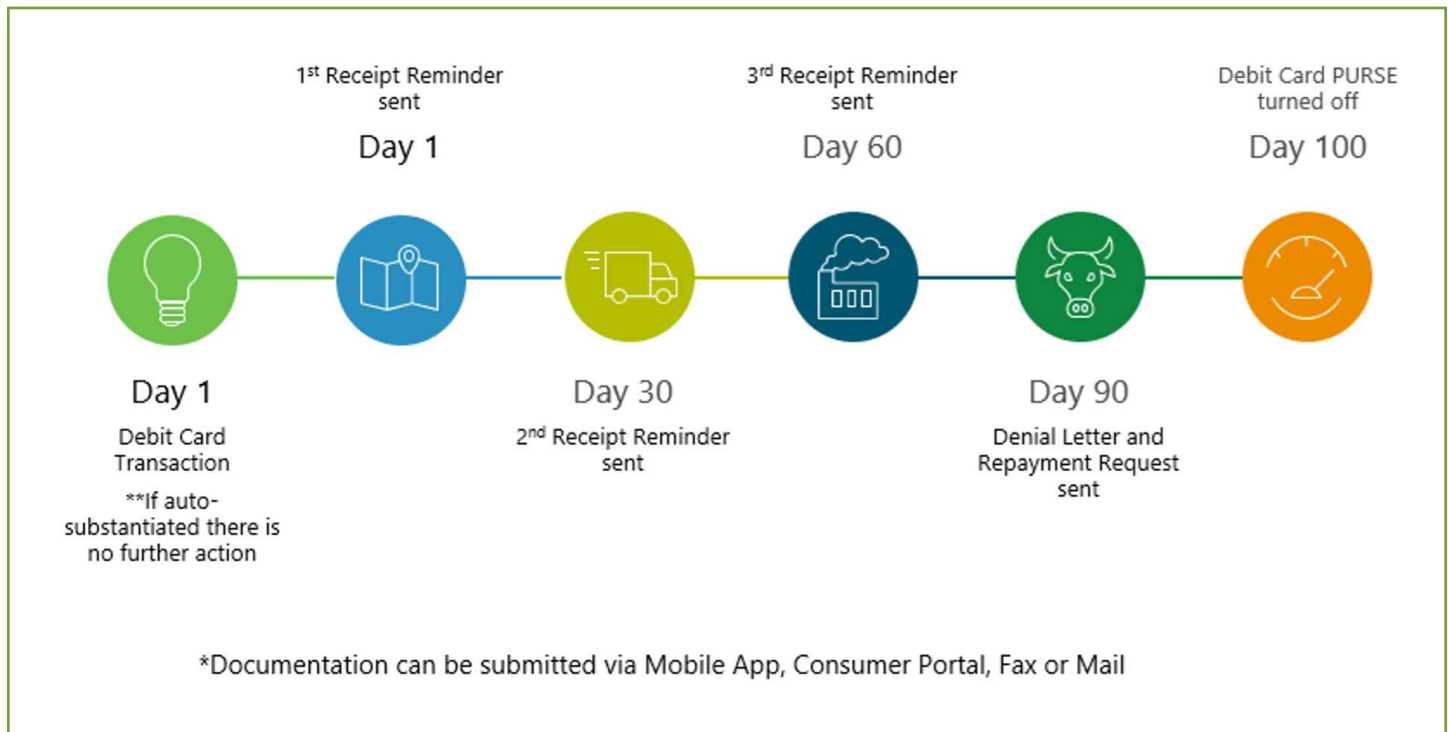 Day 1
Debit Card
Transaction
**If auto-
substantiated there is
no further action
1st Receipt Reminder
sent
Day 1
Day 30
2nd Receipt Reminder
sent
3rd Receipt Reminder
sent
Day 60
Day 90
Denial Letter and
Repayment Request
sent
Debit Card PURSE
turned off
Day 100
*Documentation can be submitted via Mobile App, Consumer Portal, Fax or Mail